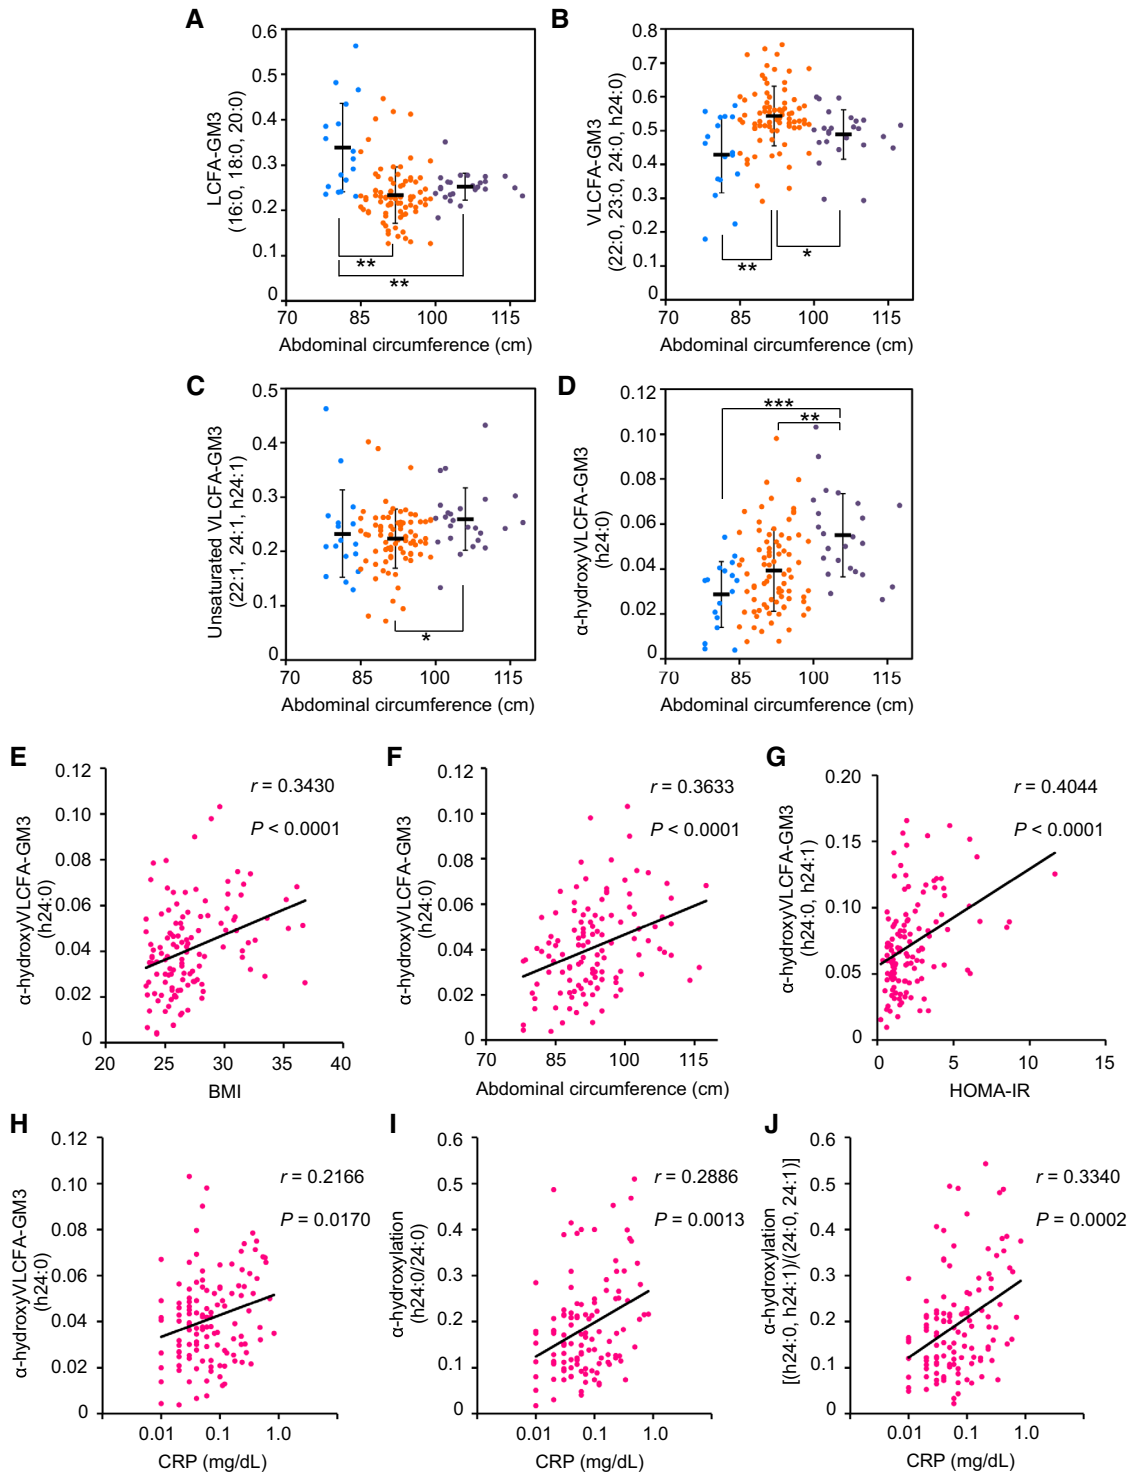 A
0.6
0.5
0.4
0.3
0.2
0.1
0
LCFA-GM3
(16:0, 18:0, 20:0)
**
**
70 85 100 115
Abdominal circumference (cm)
B
0.8
0.7
0.6
0.5
0.4
0.3
0.2
0.1
0
VLCFA-GM3
(22:0, 23:0, 24:0, h24:0)
**
*
70 85 100 115
Abdominal circumference (cm)
C
0.5
0.4
0.3
0.2
0.1
0
Unsaturated VLCFA-GM3
(22:1, 24:1, h24:1)
*
70 85 100 115
Abdominal circumference (cm)
D
0.12
0.10
0.08
0.06
0.04
0.02
0
α-hydroxyVLCFA-GM3
(h24:0)
***
**
70 85 100 115
Abdominal circumference (cm)
E
0.12
0.10
0.08
0.06
0.04
0.02
0
α-hydroxyVLCFA-GM3
(h24:0)
r = 0.3430
P < 0.0001
20 25 30 35 40
BMI
F
0.12
0.10
0.08
0.06
0.04
0.02
0
α-hydroxyVLCFA-GM3
(h24:0)
r = 0.3633
P < 0.0001
70 85 100 115
Abdominal circumference (cm)
G
0.20
0.15
0.10
0.05
0
α-hydroxyVLCFA-GM3
(h24:0, h24:1)
r = 0.4044
P < 0.0001
0 5 10 15
HOMA-IR
H
0.12
0.10
0.08
0.06
0.04
0.02
0
α-hydroxyVLCFA-GM3
(h24:0)
r = 0.2166
P = 0.0170
0.01 0.1 1.0
CRP (mg/dL)
I
0.6
0.5
0.4
0.3
0.2
0.1
0
α-hydroxylation
(h24:0/24:0)
r = 0.2886
P = 0.0013
0.01 0.1 1.0
CRP (mg/dL)
J
0.6
0.5
0.4
0.3
0.2
0.1
0
α-hydroxylation
[(h24:0, h24:1)/(24:0, 24:1)]
r = 0.3340
P = 0.0002
0.01 0.1 1.0
CRP (mg/dL)